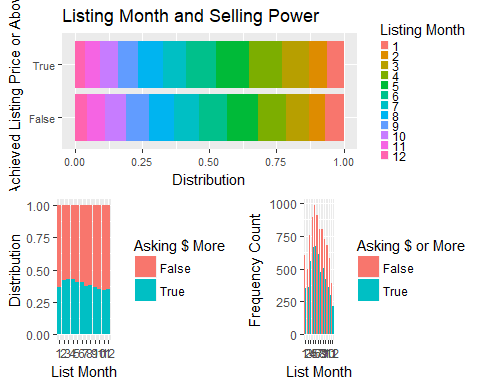 Listing Month and Selling Power
Achieved Listing Price or Abov
True
False
0.00 0.25 0.50 0.75 1.00
Distribution
Listing Month
1
2
3
4
5
6
7
8
9
10
11
12
1.00
0.75
0.50
0.25
0.00
Distribution
List Month
Asking $ More
False
True
1000
750
500
250
0
Frequency Count
List Month
Asking $ or More
False
True